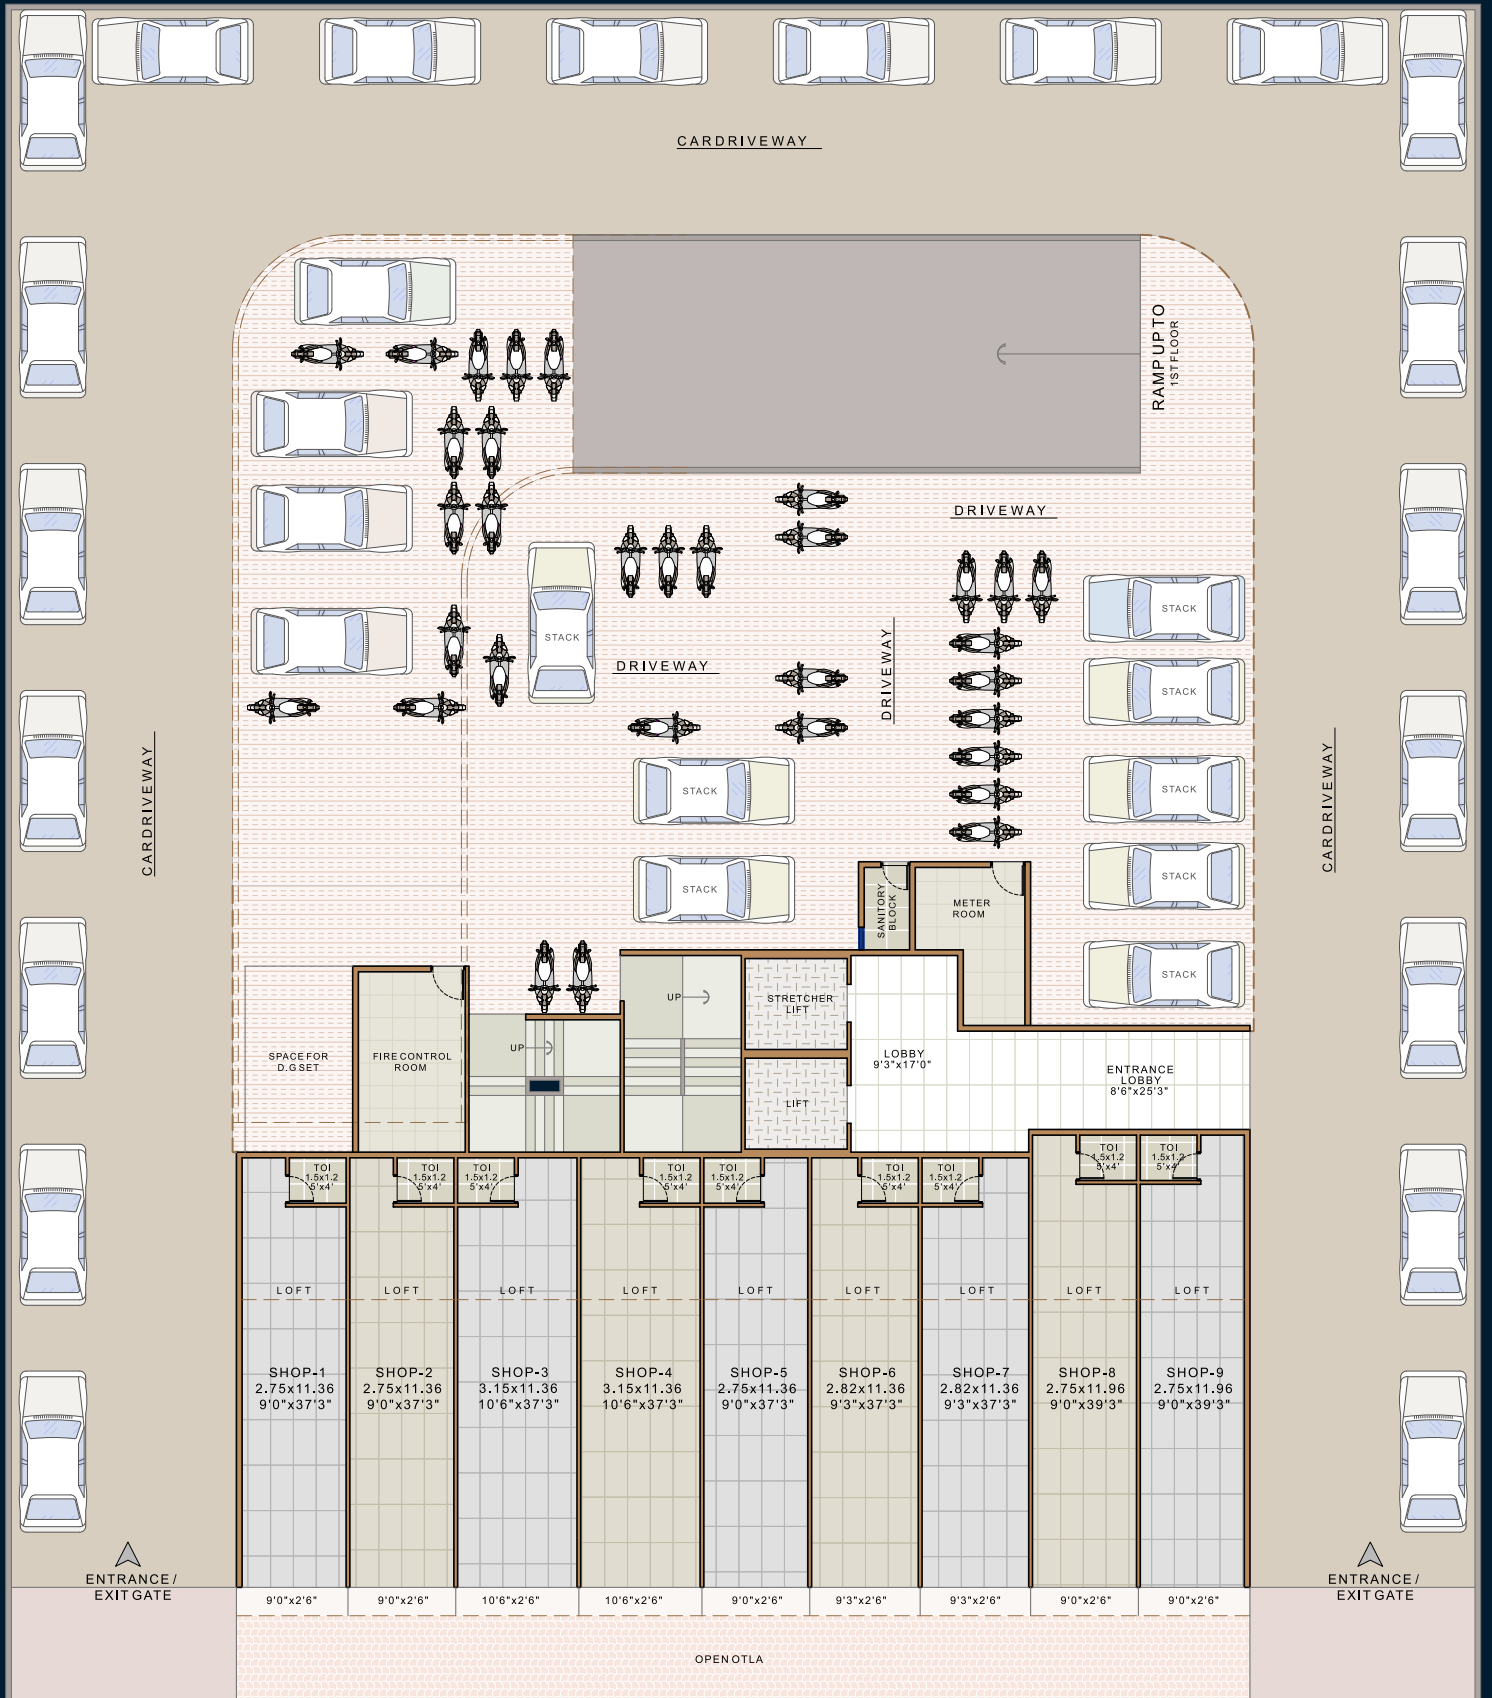 CARDRIVEWAY
RAMP UPTO
1ST FLOOR
DRIVEWAY
STACK
STACK
DRIVEWAY
DRIVEWAY
STACK
CARDRIVEWAY
CARDRIVEWAY
STACK
STACK
STACK
STACK
SANITORY
BLOCK
METER
ROOM
STACK
UP
STRETCHER
LIFT
UP
SPACE FOR
D.G SET
FIRE CONTROL
ROOM
LOBBY
9'3"x17'0"
ENTRANCE
LOBBY
8'6"x25'3"
LIFT
TOI
1.5x1.2
5'x4'
TOI
1.5x1.2
5'x4'
TOI
1.5x1.2
5'x4'
TOI
1.5x1.2
5'x4'
TOI
1.5x1.2
5'x4'
TOI
1.5x1.2
5'x4'
TOI
1.5x1.2
5'x4'
TOI
1.5x1.2
5'x4'
TOI
1.5x1.2
5'x4'
LOFT
LOFT
LOFT
LOFT
LOFT
LOFT
LOFT
LOFT
LOFT
SHOP-1
2.75x11.36
9'0"x37'3"
SHOP-2
2.75x11.36
9'0"x37'3"
SHOP-3
3.15x11.36
10'6"x37'3"
SHOP-4
3.15x11.36
10'6"x37'3"
SHOP-5
2.75x11.36
9'0"x37'3"
SHOP-6
2.82x11.36
9'3"x37'3"
SHOP-7
2.82x11.36
9'3"x37'3"
SHOP-8
2.75x11.96
9'0"x39'3"
SHOP-9
2.75x11.96
9'0"x39'3"
ENTRANCE /
EXIT GATE
ENTRANCE /
EXIT GATE
9'0"x2'6"
9'0"x2'6"
10'6"x2'6"
10'6"x2'6"
9'0"x2'6"
9'3"x2'6"
9'3"x2'6"
9'0"x2'6"
9'0"x2'6"
OPEN OTLA